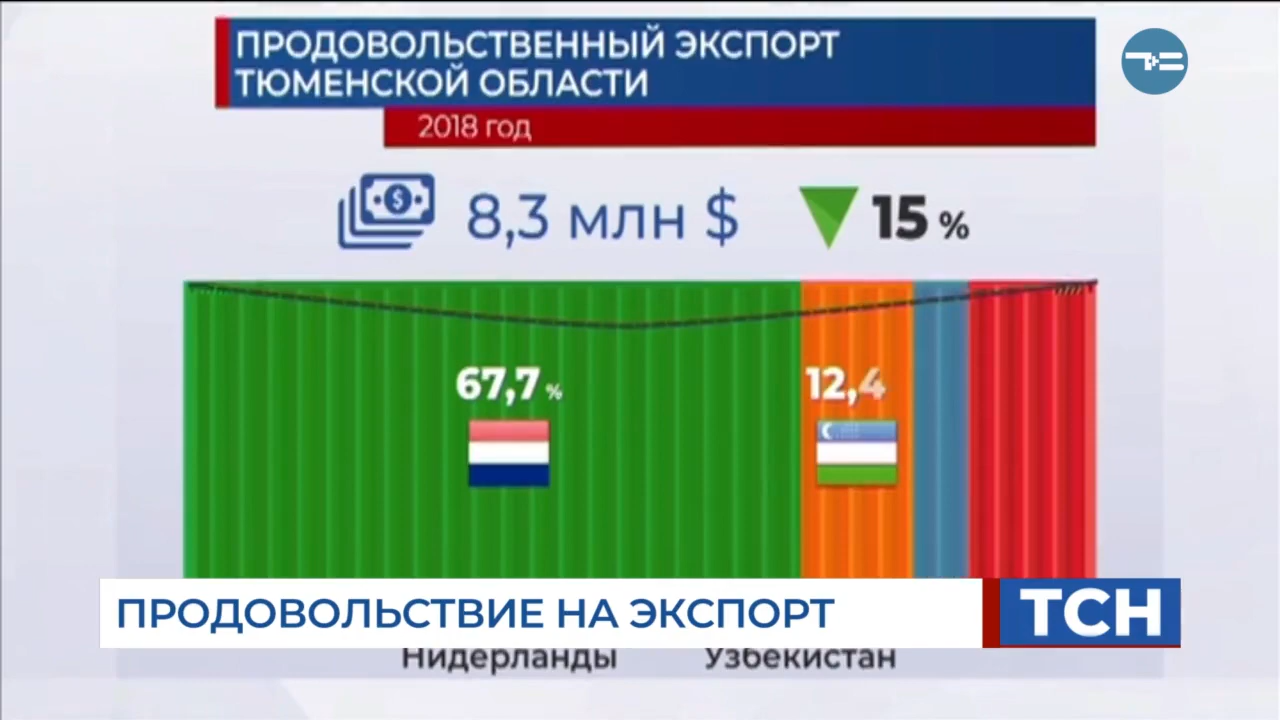 ПРОДОВОЛЬСТВЕННЫЙ ЭКСПОРТ
ТЮМЕНСКОЙ ОБЛАСТИ
2018 год
8,3 млн $ 15 %
67,7 % 12,4
ПРОДОВОЛЬСТВИЕ НА ЭКСПОРТ ТСН
Нидерланды Узбекистан